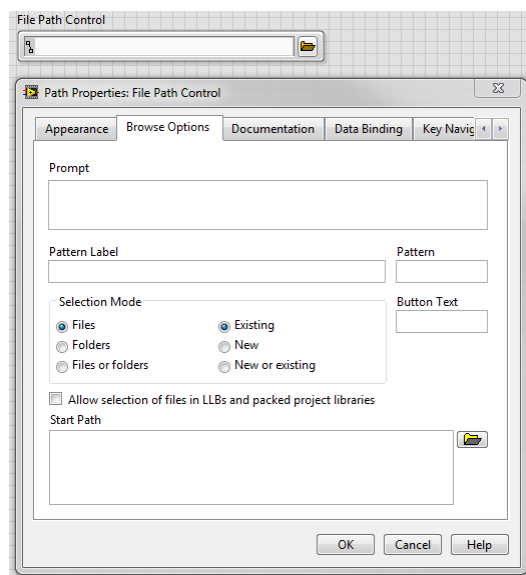 File Path Control
Path Properties: File Path Control
Appearance Browse Options Documentation Data Binding Key Navig
Prompt
Pattern Label Pattern
Selection Mode Button Text
Files Existing
Folders New
Files or folders New or existing
Allow selection of files in LLBs and packed project libraries
Start Path
OK Cancel Help